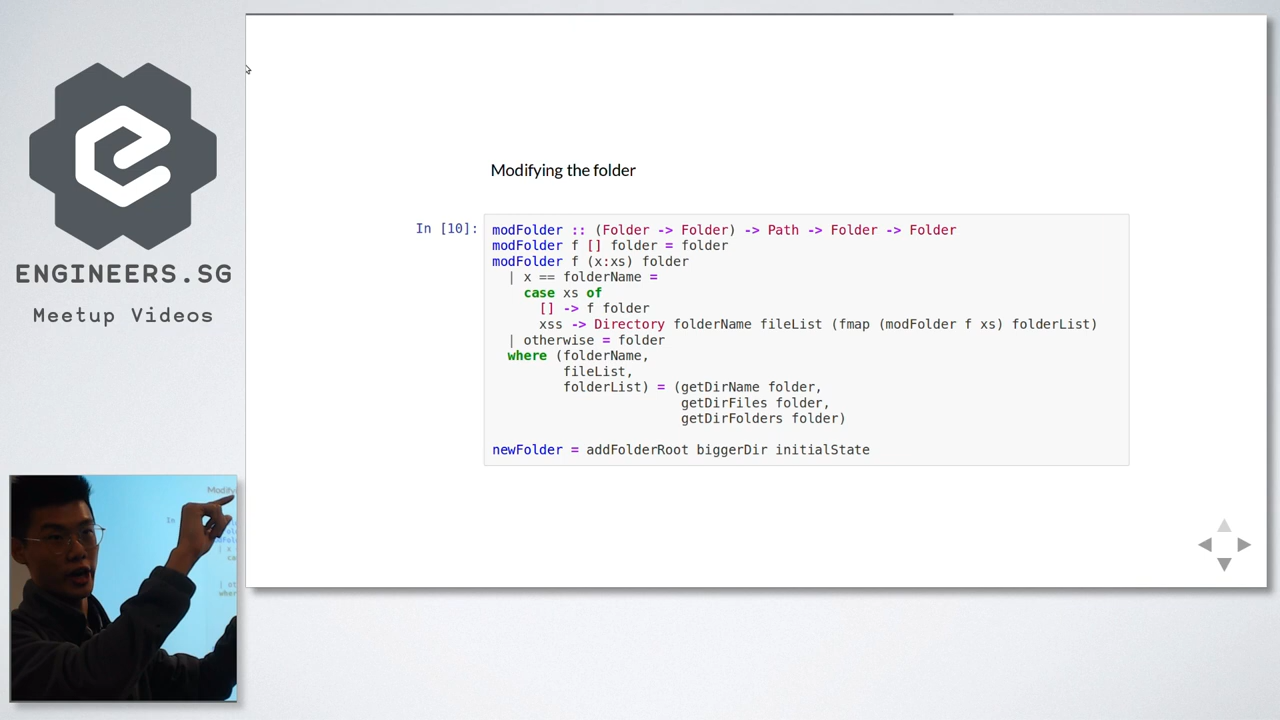 ENGINEERS.SG
Meetup Videos
Modifying the folder
In [10]:
modFolder :: (Folder -> Folder) -> Path -> Folder -> Folder
modFolder f [] folder = folder
modFolder f (x:xs) folder
  | x == folderName =
    case xs of
      [] -> f folder
      xss -> Directory folderName fileList (fmap (modFolder f xs) folderList)
  | otherwise = folder
  where (folderName,
         fileList,
         folderList) = (getDirName folder,
                        getDirFiles folder,
                        getDirFolders folder)
newFolder = addFolderRoot biggerDir initialState